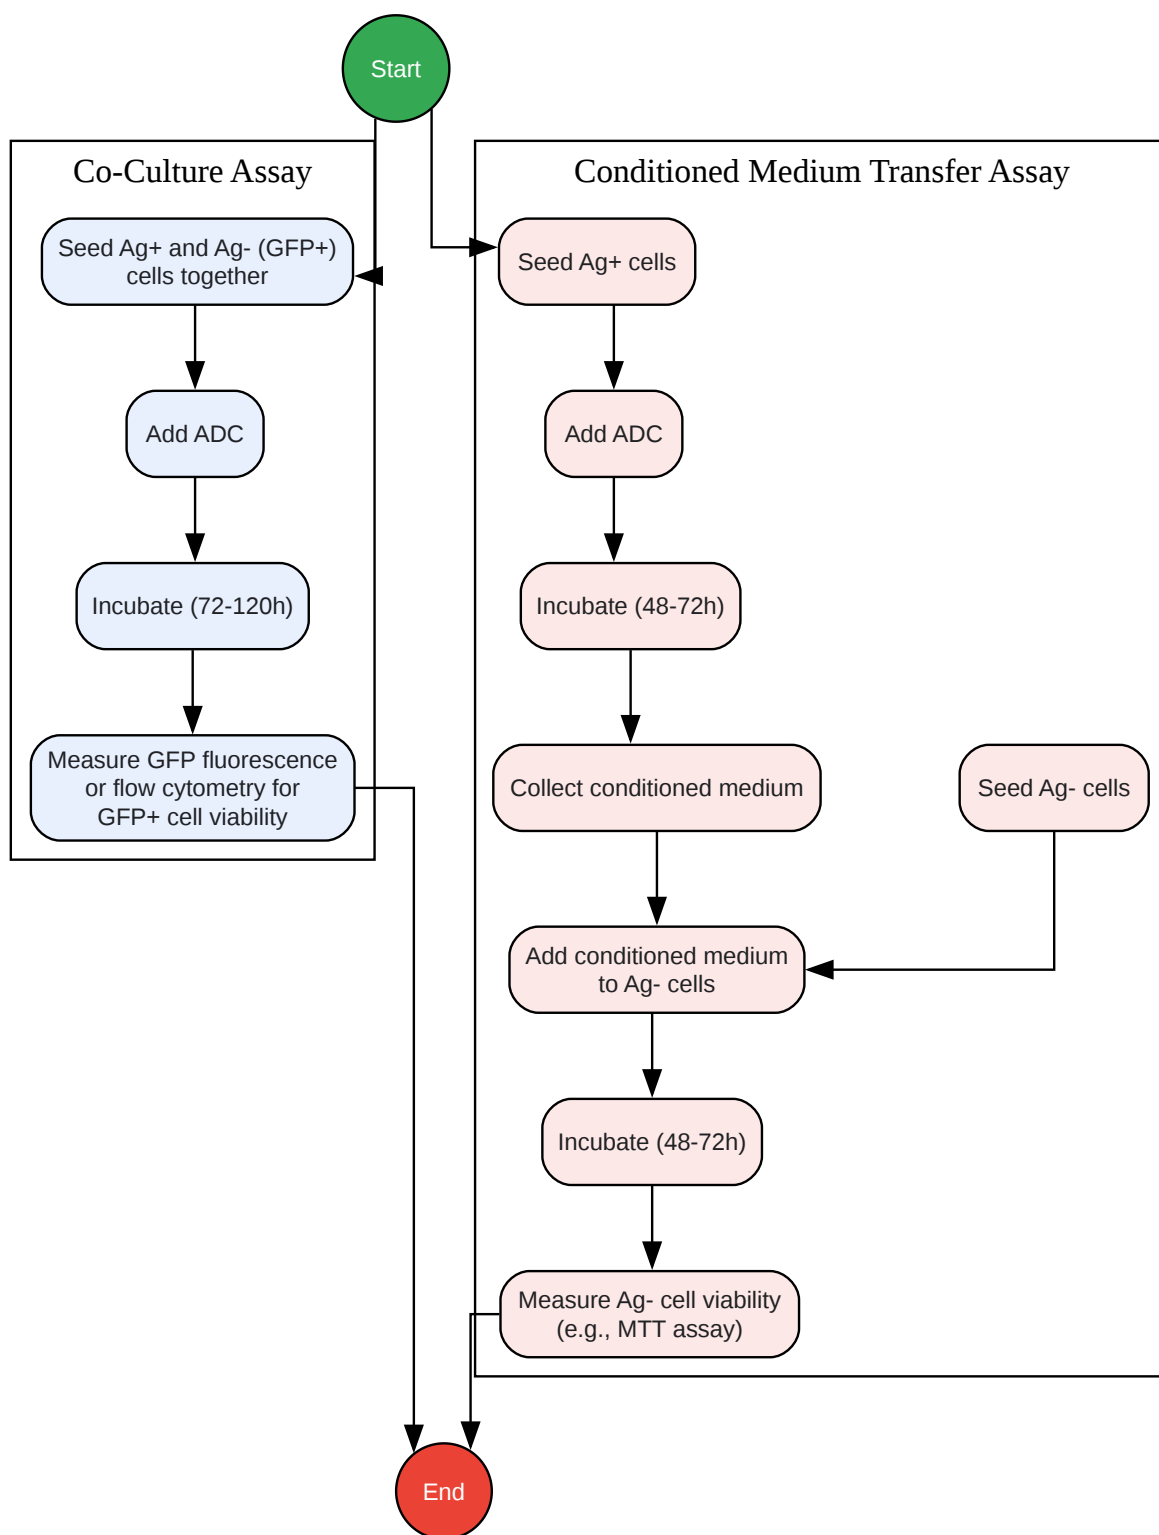 Start
Co-Culture Assay
Seed Ag+ and Ag- (GFP+)
cells together
Add ADC
Incubate (72-120h)
Measure GFP fluorescence
or flow cytometry for
GFP+ cell viability
Conditioned Medium Transfer Assay
Seed Ag+ cells
Add ADC
Incubate (48-72h)
Collect conditioned medium
Seed Ag- cells
Add conditioned medium
to Ag- cells
Incubate (48-72h)
Measure Ag- cell viability
(e.g., MTT assay)
End